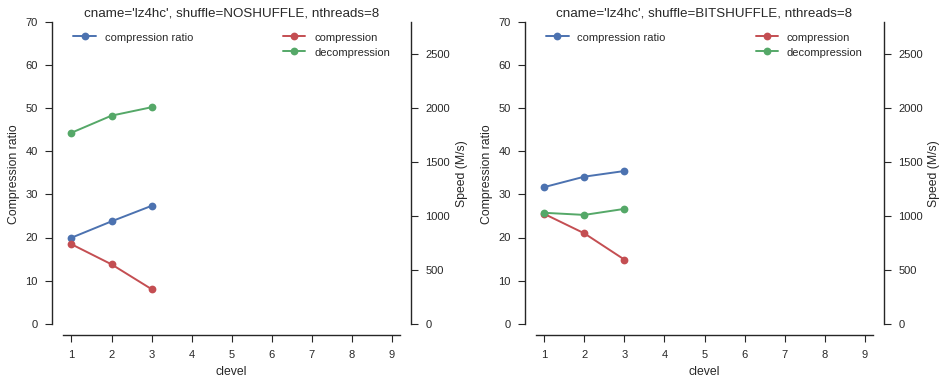 cname='lz4hc', shuffle=NOSHUFFLE, nthreads=8
compression ratio
compression
decompression
70
60
50
40
30
20
10
0
Compression ratio
2500
2000
1500
1000
500
0
Speed (M/s)
1 2 3 4 5 6 7 8 9
clevel
cname='lz4hc', shuffle=BITSHUFFLE, nthreads=8
compression ratio
compression
decompression
70
60
50
40
30
20
10
0
Compression ratio
2500
2000
1500
1000
500
0
Speed (M/s)
1 2 3 4 5 6 7 8 9
clevel